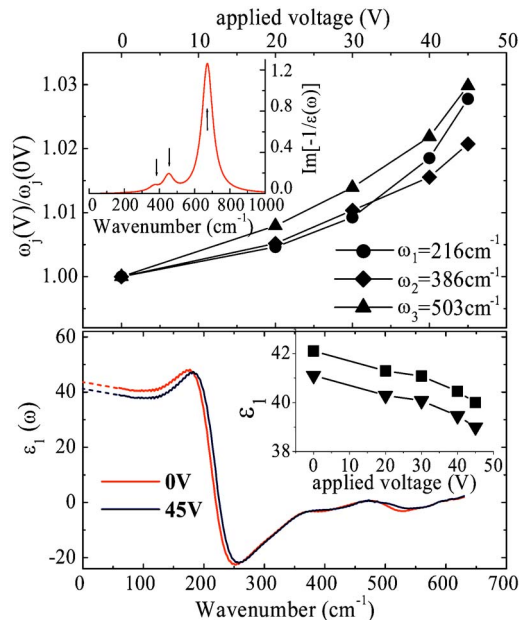 applied voltage (V)
0 10 20 30 40 50
1.03
1.02
1.01
1.00
ω_j(V)/ω_j(0V)
1.2
0.8
0.4
0.0
Im[-1/ε(ω)]
0 200 400 600 800 1000
Wavenumber (cm⁻¹)
ω₁=216cm⁻¹
ω₂=386cm⁻¹
ω₃=503cm⁻¹
60
40
20
0
-20
ε₁ (ω)
0V
45V
42
40
38
ε₁
0 10 20 30 40 50
applied voltage (V)
0 100 200 300 400 500 600 700
Wavenumber (cm⁻¹)